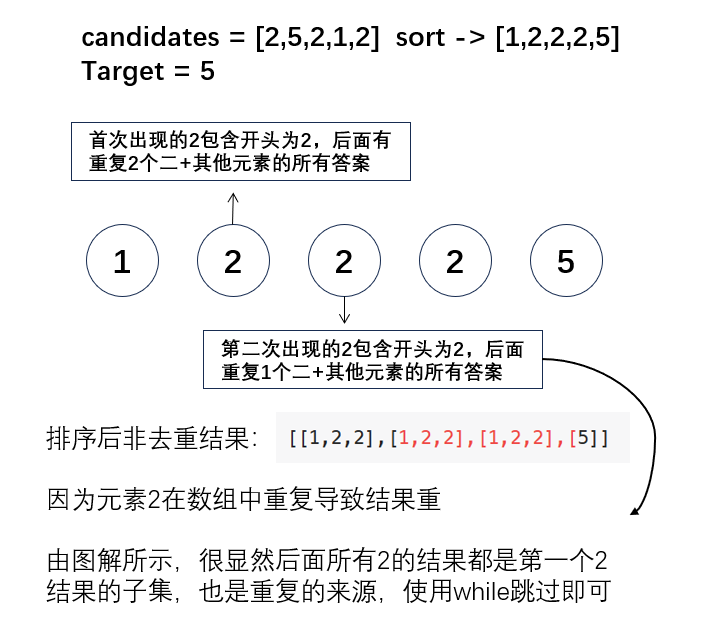 candidates = [2,5,2,1,2] sort -> [1,2,2,2,5]
Target = 5
首次出现的2包含开头为2，后面有
重复2个二+其他元素的所有答案
1 2 2 2 5
第二次出现的2包含开头为2，后面
重复1个二+其他元素的所有答案
排序后非去重结果： [[1,2,2],[1,2,2],[1,2,2],[5]]
因为元素2在数组中重复导致结果重
由图解所示，很显然后面所有2的结果都是第一个2
结果的子集，也是重复的来源，使用while跳过即可